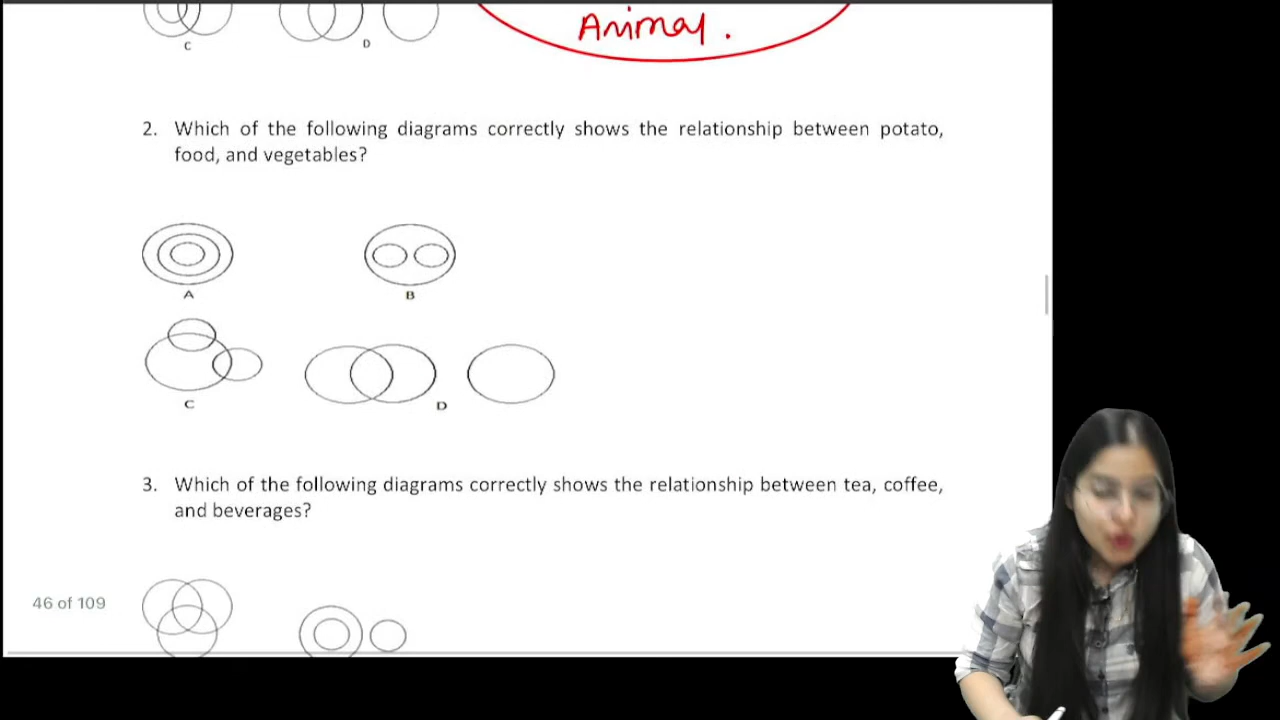 Animal.
C
D
2. Which of the following diagrams correctly shows the relationship between potato,
food, and vegetables?
A
B
C
D
3. Which of the following diagrams correctly shows the relationship between tea, coffee,
and beverages?
46 of 109